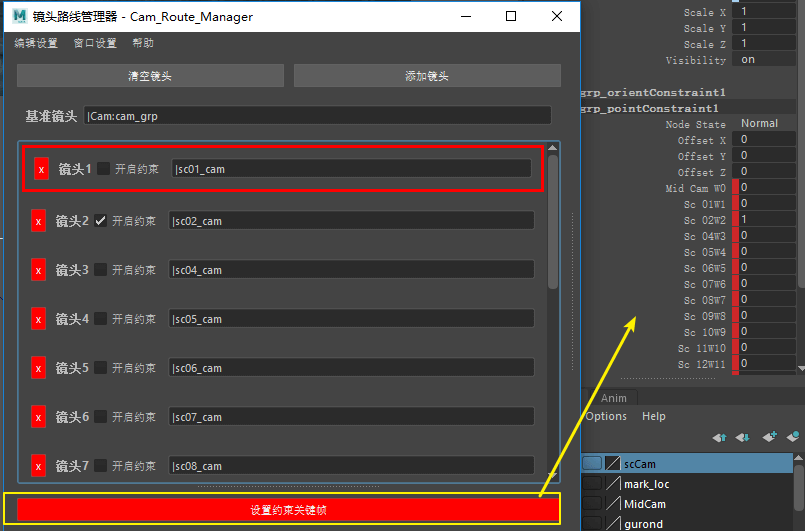 镜头路线管理器 - Cam_Route_Manager
编辑设置 窗口设置 帮助
清空镜头 添加镜头
基准镜头 |Cam:cam_grp
x 镜头1 开启约束 |sc01_cam
x 镜头2 开启约束 |sc02_cam
x 镜头3 开启约束 |sc04_cam
x 镜头4 开启约束 |sc05_cam
x 镜头5 开启约束 |sc06_cam
x 镜头6 开启约束 |sc07_cam
x 镜头7 开启约束 |sc08_cam
设置约束关键帧
Scale X 1
Scale Y 1
Scale Z 1
Visibility on
grp_orientConstraint1
grp_pointConstraint1
Node State Normal
Offset X 0
Offset Y 0
Offset Z 0
Mid Cam W0 0
Sc 01W1 0
Sc 02W2 1
Sc 04W3 0
Sc 05W4 0
Sc 06W5 0
Sc 07W6 0
Sc 08W7 0
Sc 09W8 0
Sc 10W9 0
Sc 11W10 0
Sc 12W11 0
Anim
Options Help
scCam
mark_loc
MidCam
gurond